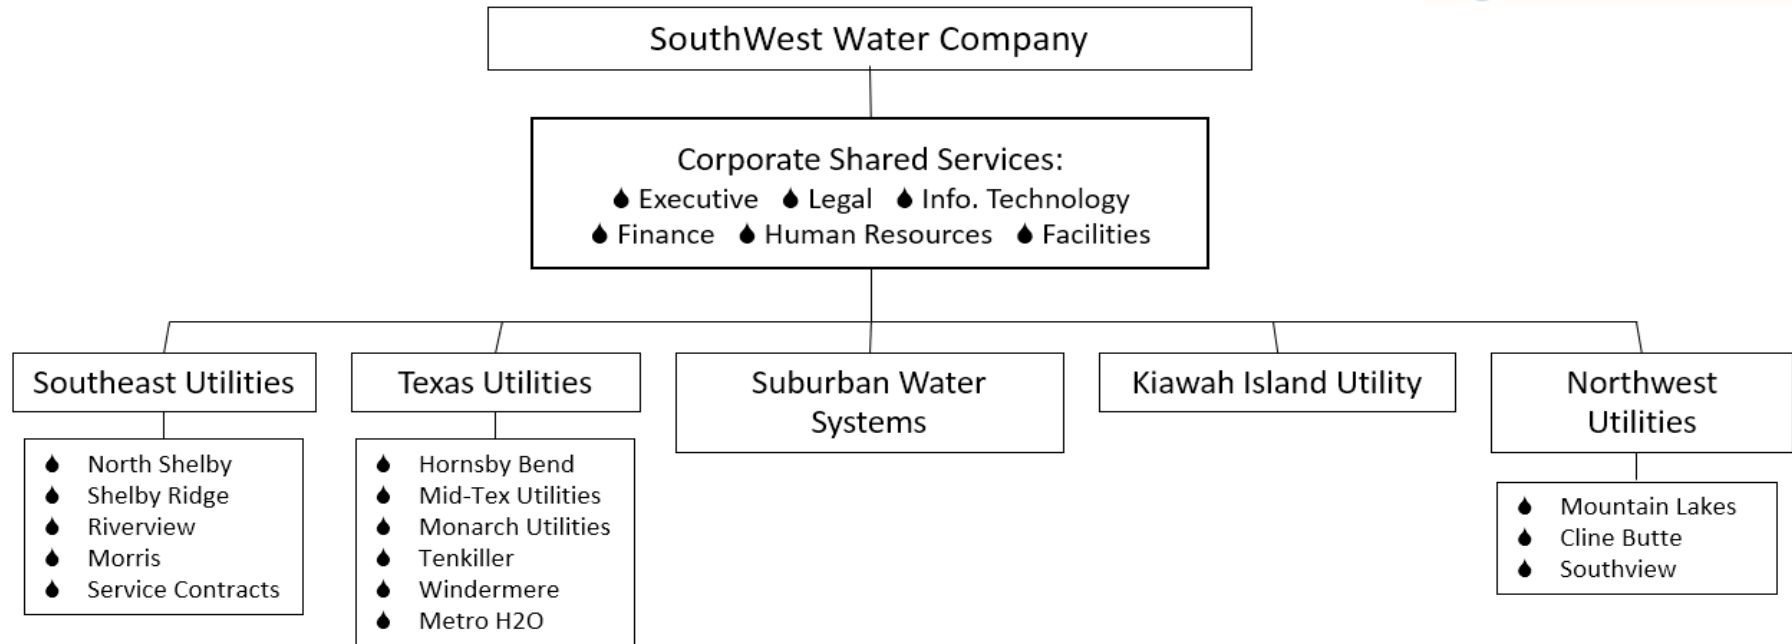 SouthWest Water Company
Corporate Shared Services:
Executive Legal Info. Technology
Finance Human Resources Facilities
Southeast Utilities
North Shelby
Shelby Ridge
Riverview
Morris
Service Contracts
Texas Utilities
Hornsby Bend
Mid-Tex Utilities
Monarch Utilities
Tenkiller
Windermere
Metro H2O
Suburban Water
Systems
Kiawah Island Utility
Northwest
Utilities
Mountain Lakes
Cline Butte
Southview